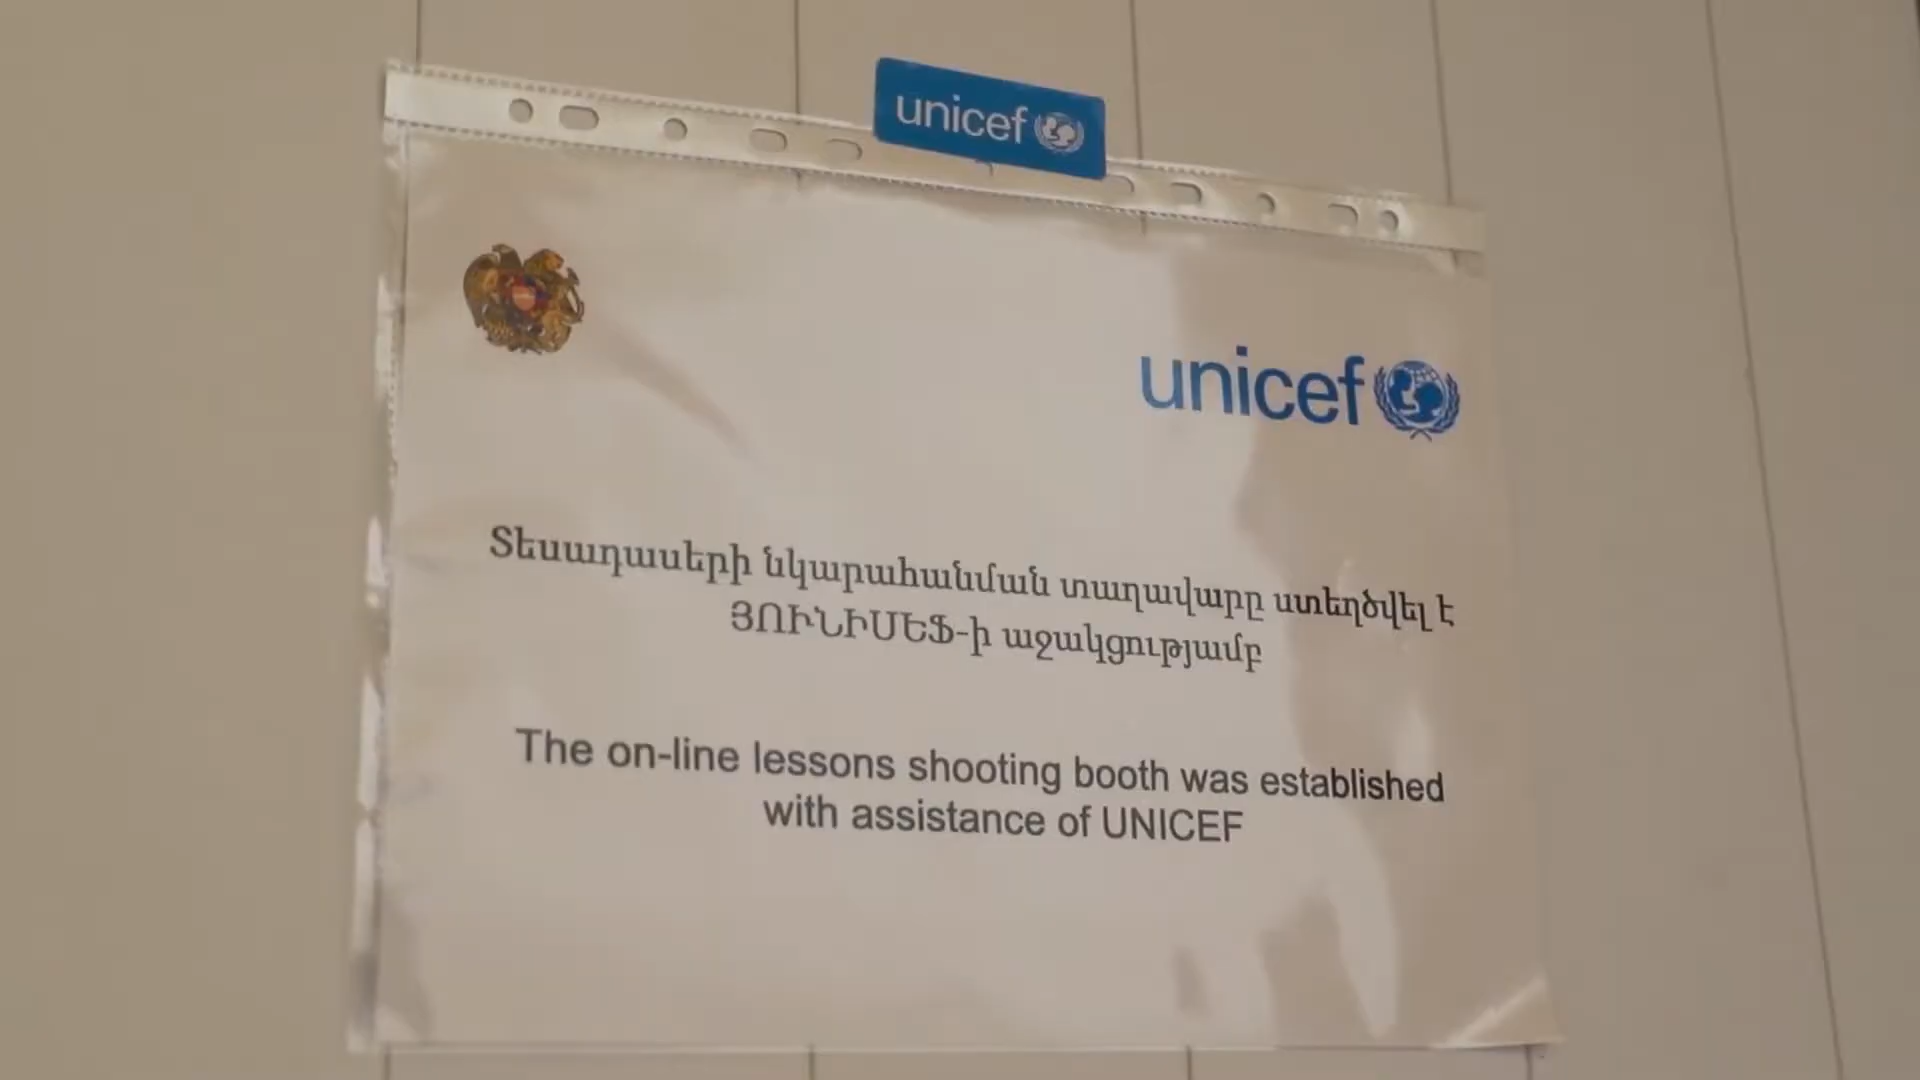 unicef
unicef
Տեսադասերի նկարահանման տաղավարը ստեղծվել է
ՅՈՒՆԻՍԵՖ-ի աջակցությամբ
The on-line lessons shooting booth was established
with assistance of UNICEF